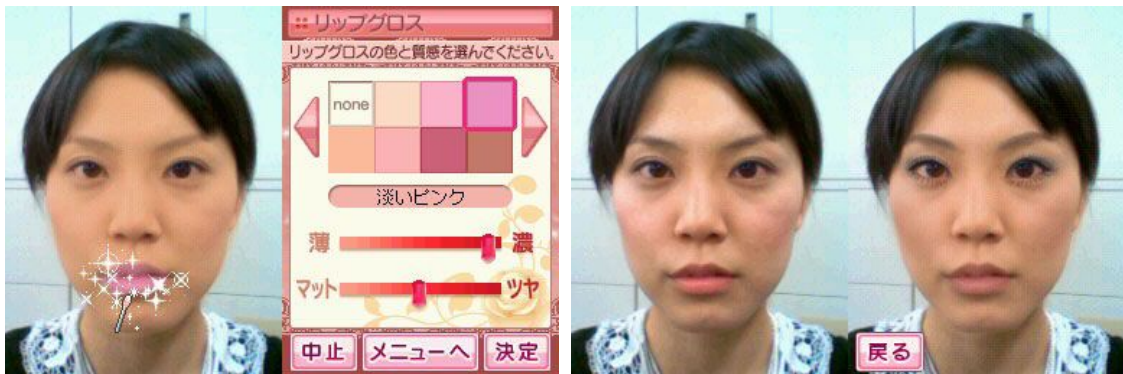 リップグロス
リップグロスの色と質感を選んでください。
none
淡いピンク
薄 濃
マット ツヤ
中止 メニューへ 決定
戻る